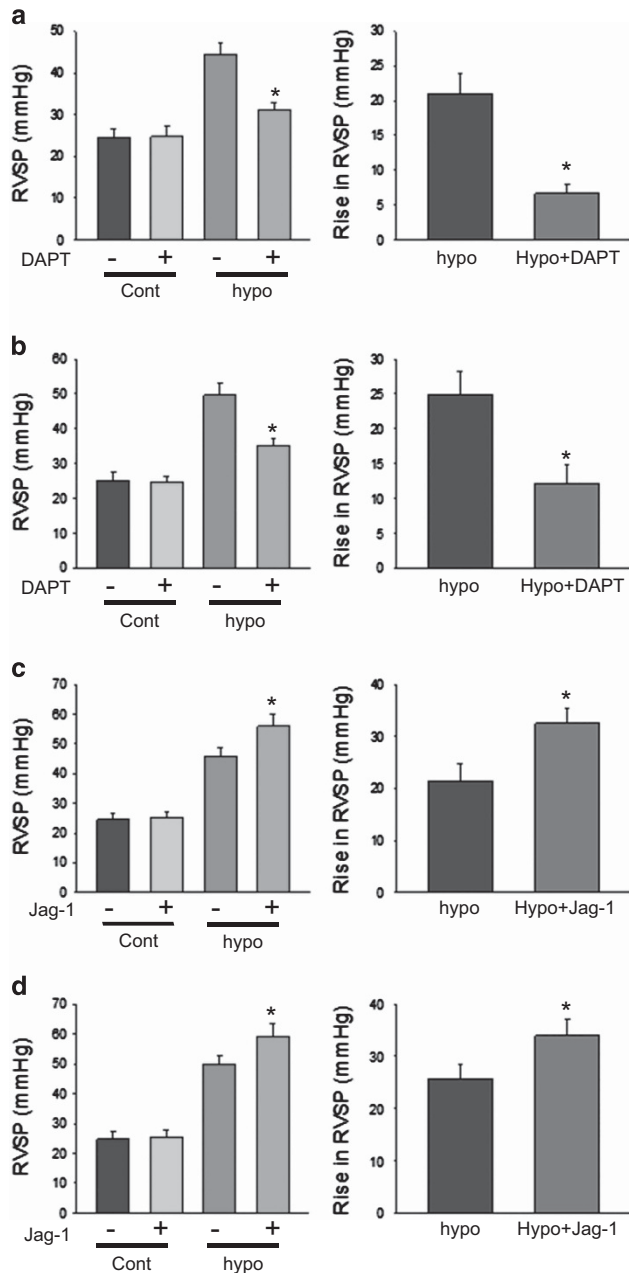 a
RVSP (mmHg)
50
40
30
20
10
0
*
DAPT - + - +
Cont hypo
Rise in RVSP (mmHg)
30
25
20
15
10
5
0
*
hypo Hypo+DAPT
b
RVSP (mmHg)
60
50
40
30
20
10
0
*
DAPT - + - +
Cont hypo
Rise in RVSP (mmHg)
30
25
20
15
10
5
0
*
hypo Hypo+DAPT
c
RVSP (mmHg)
70
60
50
40
30
20
10
0
*
Jag-1 - + - +
Cont hypo
Rise in RVSP (mmHg)
40
30
20
10
0
*
hypo Hypo+Jag-1
d
RVSP (mmHg)
70
60
50
40
30
20
10
0
*
Jag-1 - + - +
Cont hypo
Rise in RVSP (mmHg)
40
30
20
10
0
*
hypo Hypo+Jag-1